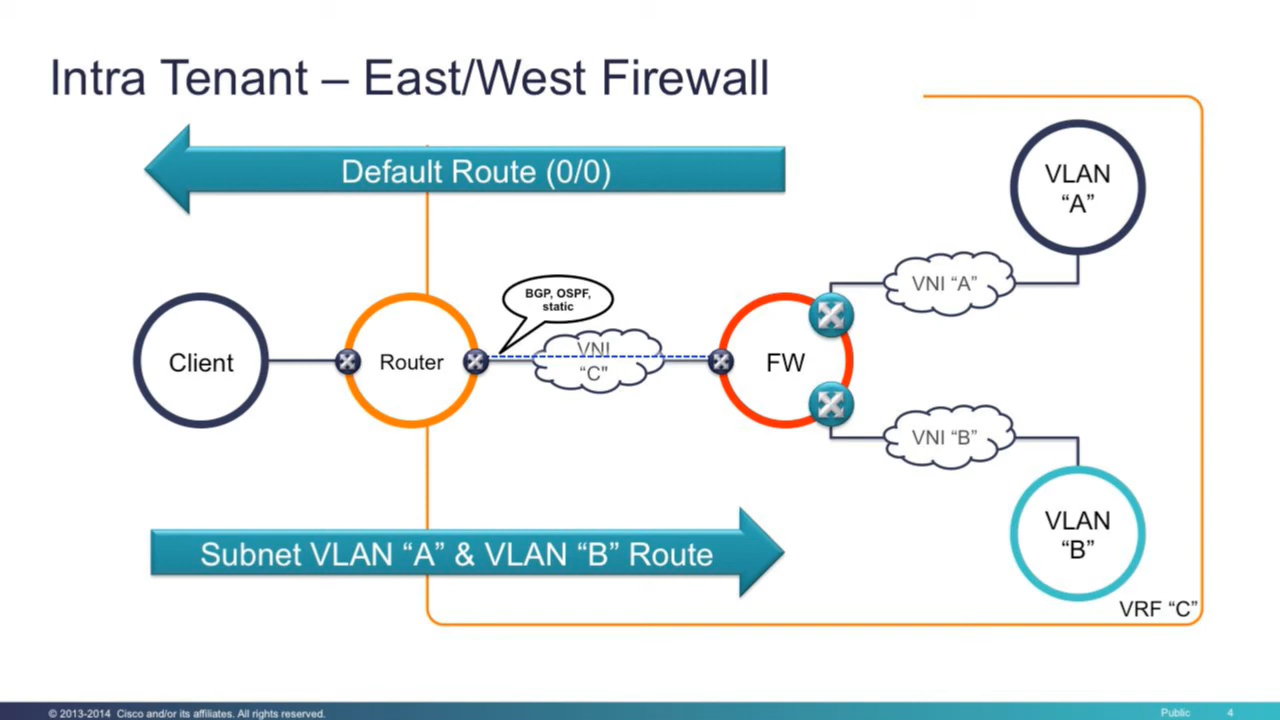 Intra Tenant – East/West Firewall
Default Route (0/0)
VLAN
“A”
VNI “A”
BGP, OSPF,
static
Client
Router
VNI
“C”
FW
VNI “B”
VLAN
“B”
Subnet VLAN “A” & VLAN “B” Route
VRF “C”
© 2013-2014 Cisco and/or its affiliates. All rights reserved.
Public
4